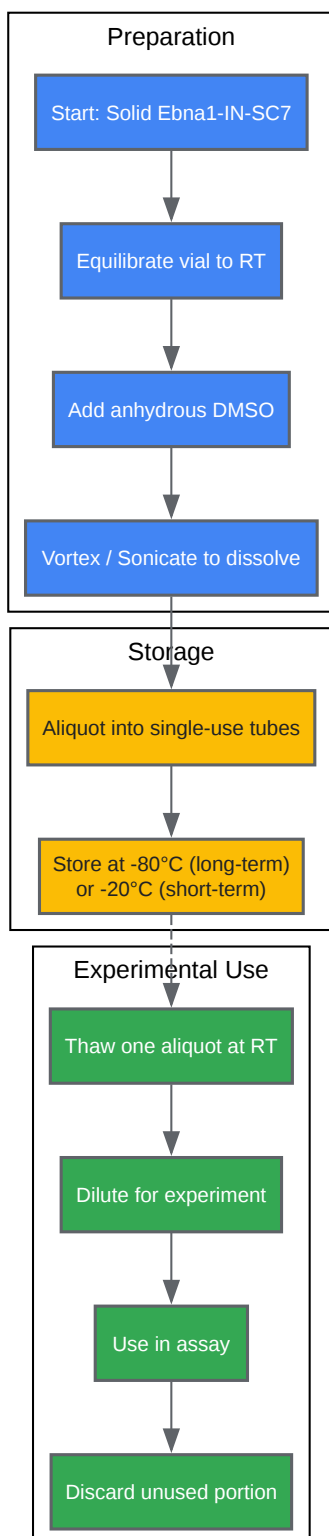 Preparation
Start: Solid Ebna1-IN-SC7
Equilibrate vial to RT
Add anhydrous DMSO
Vortex / Sonicate to dissolve
Storage
Aliquot into single-use tubes
Store at -80°C (long-term)
or -20°C (short-term)
Experimental Use
Thaw one aliquot at RT
Dilute for experiment
Use in assay
Discard unused portion